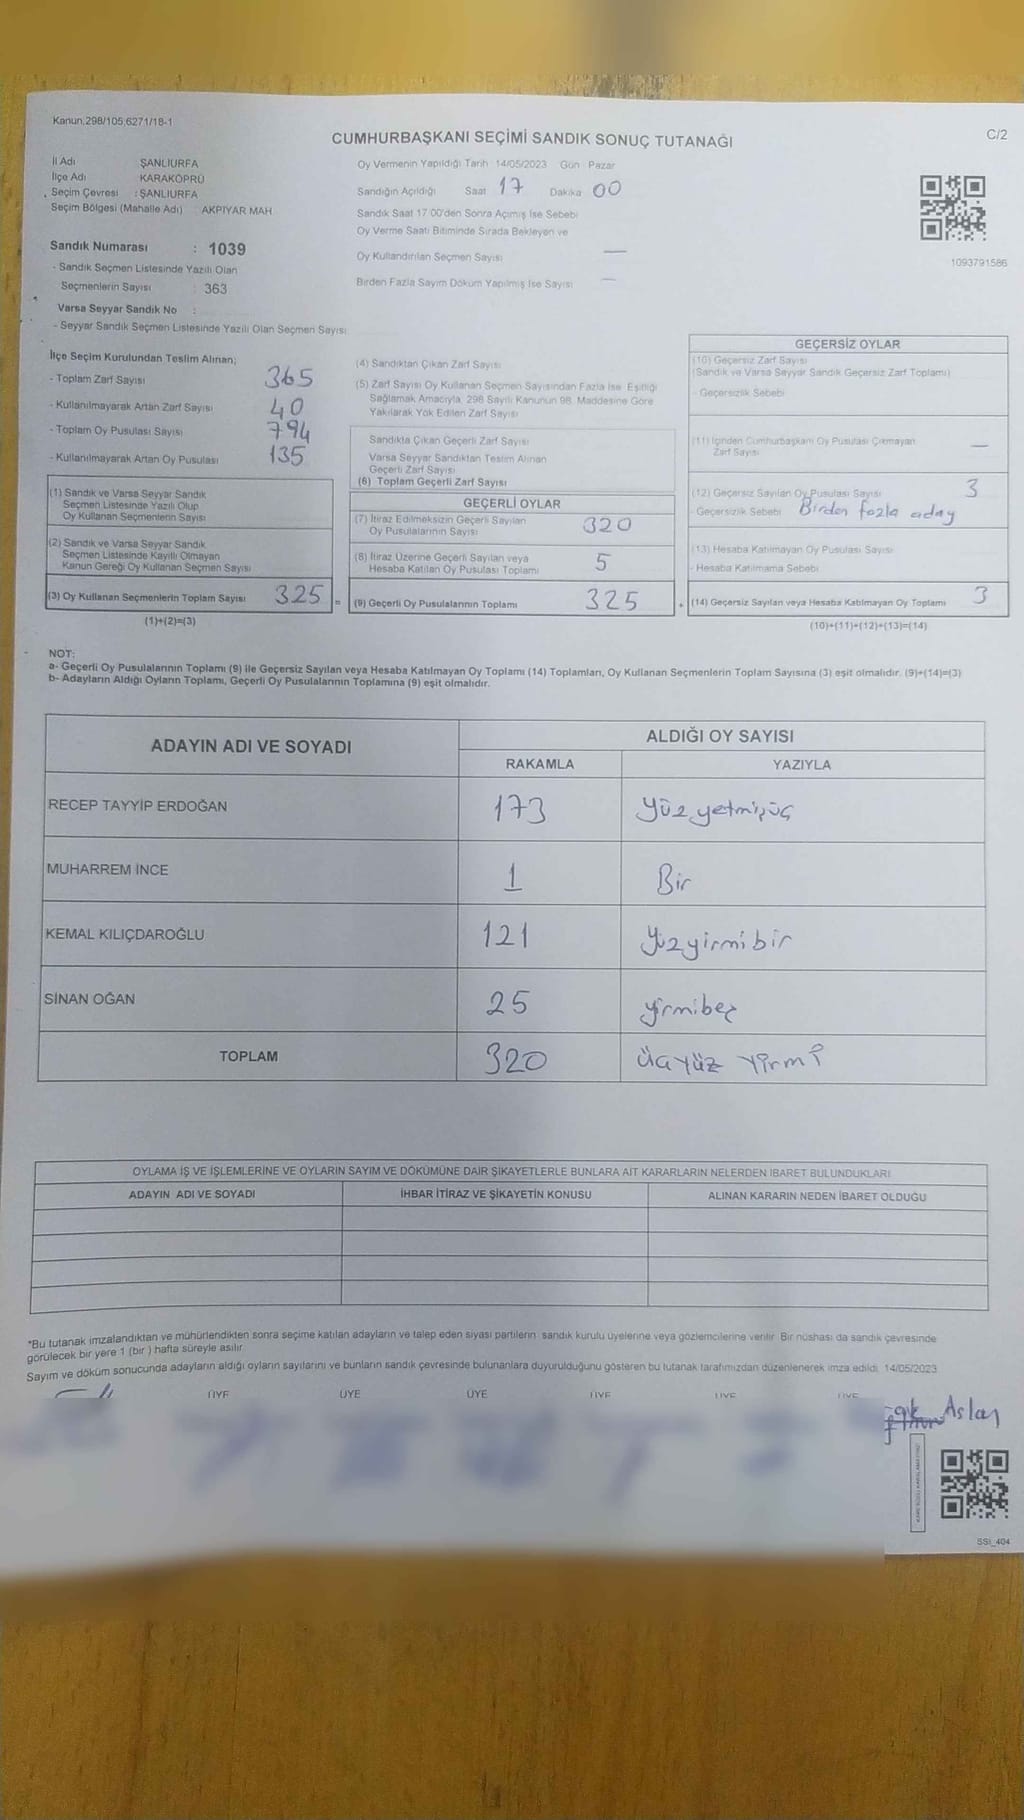 Kanun,298/105,6271/18-1
CUMHURBAŞKANI SEÇİMİ SANDIK SONUÇ TUTANAĞI
C/2
İl Adı ŞANLIURFA
İlçe Adı KARAKÖPRÜ
Seçim Çevresi : ŞANLIURFA
Seçim Bölgesi (Mahalle Adı) AKPIYAR MAH
Oy Vermenin Yapıldığı Tarih 14/05/2023 Gün : Pazar
Sandığın Açıldığı Saat 17 Dakika 00
Sandık Saat 17:00'den Sonra Açımış İse Sebebi
Oy Verme Saati Bitiminde Sırada Bekleyen ve
Oy Kullandırılan Seçmen Sayısı —
Birden Fazla Sayım Döküm Yapılmış İse Sayısı —
1093791586
Sandık Numarası : 1039
- Sandık Seçmen Listesinde Yazılı Olan
Seçmenlerin Sayısı : 363
Varsa Seyyar Sandık No :
- Seyyar Sandık Seçmen Listesinde Yazılı Olan Seçmen Sayısı
İlçe Seçim Kurulundan Teslim Alınan;
- Toplam Zarf Sayısı 365
- Kullanılmayarak Artan Zarf Sayısı 40
- Toplam Oy Pusulası Sayısı 794
- Kullanılmayarak Artan Oy Pusulası 135
(1) Sandık ve Varsa Seyyar Sandık
Seçmen Listesinde Yazılı Olup
Oy Kullanan Seçmenlerin Sayısı
(2) Sandık ve Varsa Seyyar Sandık
Seçmen Listesinde Kayıtlı Olmayan
Kanun Gereği Oy Kullanan Seçmen Sayısı
(3) Oy Kullanan Seçmenlerin Toplam Sayısı 325
(1)+(2)=(3)
(4) Sandıktan Çıkan Zarf Sayısı
(5) Zarf Sayısı Oy Kullanan Seçmen Sayısından Fazla İse, Eşitliği
Sağlamak Amacıyla, 298 Sayılı Kanunun 98. Maddesine Göre
Yakılarak Yok Edilen Zarf Sayısı
Sandıkta Çıkan Geçerli Zarf Sayısı
Varsa Seyyar Sandıktan Teslim Alınan
Geçerli Zarf Sayısı
(6) Toplam Geçerli Zarf Sayısı
GEÇERLİ OYLAR
(7) İtiraz Edilmeksizin Geçerli Sayılan
Oy Pusulalarının Sayısı 320
(8) İtiraz Üzerine Geçerli Sayılan veya
Hesaba Katılan Oy Pusulası Toplamı 5
= (9) Geçerli Oy Pusulalarının Toplamı 325
GEÇERSİZ OYLAR
(10) Geçersiz Zarf Sayısı
(Sandık ve Varsa Seyyar Sandık Geçersiz Zarf Toplamı)
- Geçersizlik Sebebi
(11) İçinden Cumhurbaşkanı Oy Pusulası Çıkmayan
Zarf Sayısı —
(12) Geçersiz Sayılan Oy Pusulası Sayısı 3
- Geçersizlik Sebebi Birden fazla aday
(13) Hesaba Katılmayan Oy Pusulası Sayısı
- Hesaba Katılmama Sebebi
+ (14) Geçersiz Sayılan veya Hesaba Katılmayan Oy Toplamı 3
(10)+(11)+(12)+(13)=(14)
NOT:
a- Geçerli Oy Pusulalarının Toplamı (9) ile Geçersiz Sayılan veya Hesaba Katılmayan Oy Toplamı (14) Toplamları, Oy Kullanan Seçmenlerin Toplam Sayısına (3) eşit olmalıdır. (9)+(14)=(3)
b- Adayların Aldığı Oyların Toplamı, Geçerli Oy Pusulalarının Toplamına (9) eşit olmalıdır.
ADAYIN ADI VE SOYADI
ALDIĞI OY SAYISI
RAKAMLA YAZIYLA
RECEP TAYYİP ERDOĞAN 173 Yüzyetmişüç
MUHARREM İNCE 1 Bir
KEMAL KILIÇDAROĞLU 121 Yüzyirmibir
SİNAN OĞAN 25 yirmibeş
TOPLAM 320 Üçyüz Yirmi
OYLAMA İŞ VE İŞLEMLERİNE VE OYLARIN SAYIM VE DÖKÜMÜNE DAİR ŞİKAYETLERLE BUNLARA AİT KARARLARIN NELERDEN İBARET BULUNDUKLARI
ADAYIN ADI VE SOYADI İHBAR İTİRAZ VE ŞİKAYETİN KONUSU ALINAN KARARIN NEDEN İBARET OLDUĞU
*Bu tutanak imzalandıktan ve mühürlendikten sonra seçime katılan adayların ve talep eden siyasi partilerin sandık kurulu üyelerine veya gözlemcilerine verilir. Bir nüshası da sandık çevresinde
görülecek bir yere 1 (bir ) hafta süreyle asılır.
Sayım ve döküm sonucunda adayların aldığı oyların sayılarını ve bunların sandık çevresinde bulunanlara duyurulduğunu gösteren bu tutanak tarafımızdan düzenlenerek imza edildi. 14/05/2023
ÜYE ÜYE ÜYE ÜYE ÜYE ÜYE
Aslan
SSI_404